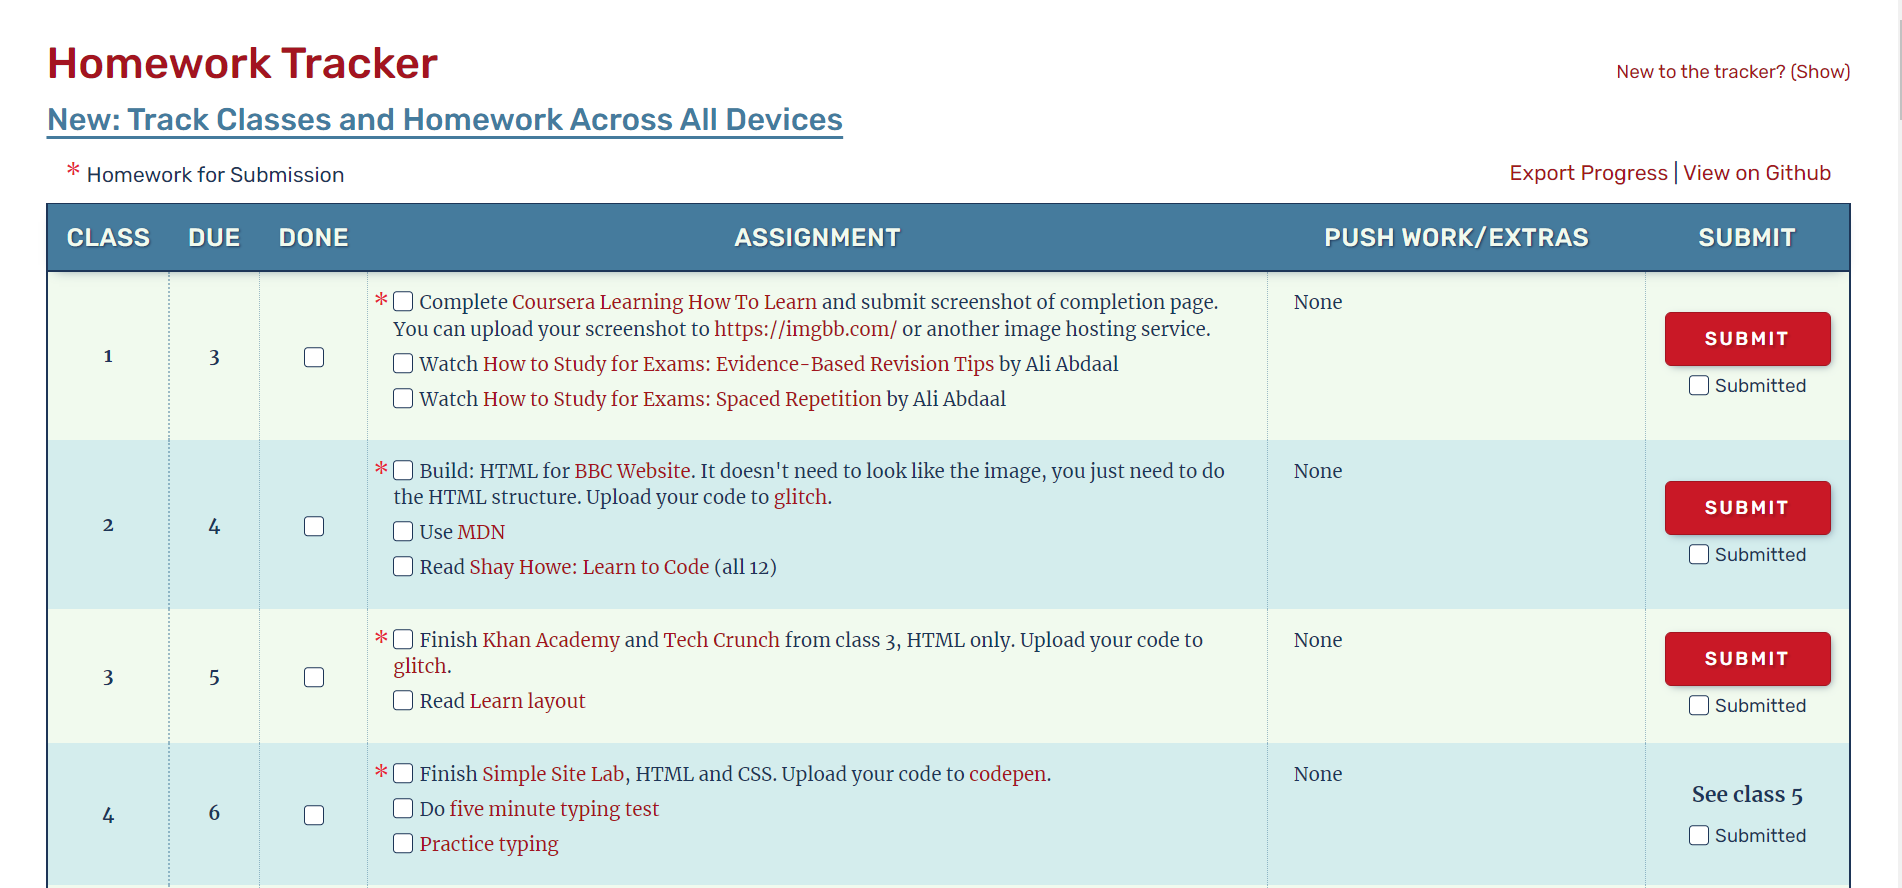 Homework Tracker
New to the tracker? (Show)
New: Track Classes and Homework Across All Devices
* Homework for Submission
Export Progress | View on Github
CLASS DUE DONE ASSIGNMENT PUSH WORK/EXTRAS SUBMIT
* Complete Coursera Learning How To Learn and submit screenshot of completion page.
You can upload your screenshot to https://imgbb.com/ or another image hosting service.
None
SUBMIT
1 3
Watch How to Study for Exams: Evidence-Based Revision Tips by Ali Abdaal
Submitted
Watch How to Study for Exams: Spaced Repetition by Ali Abdaal
* Build: HTML for BBC Website. It doesn't need to look like the image, you just need to do
the HTML structure. Upload your code to glitch.
None
SUBMIT
2 4
Use MDN
Submitted
Read Shay Howe: Learn to Code (all 12)
* Finish Khan Academy and Tech Crunch from class 3, HTML only. Upload your code to
glitch.
None
SUBMIT
3 5
Read Learn layout
Submitted
* Finish Simple Site Lab, HTML and CSS. Upload your code to codepen.
None
See class 5
4 6
Do five minute typing test
Submitted
Practice typing